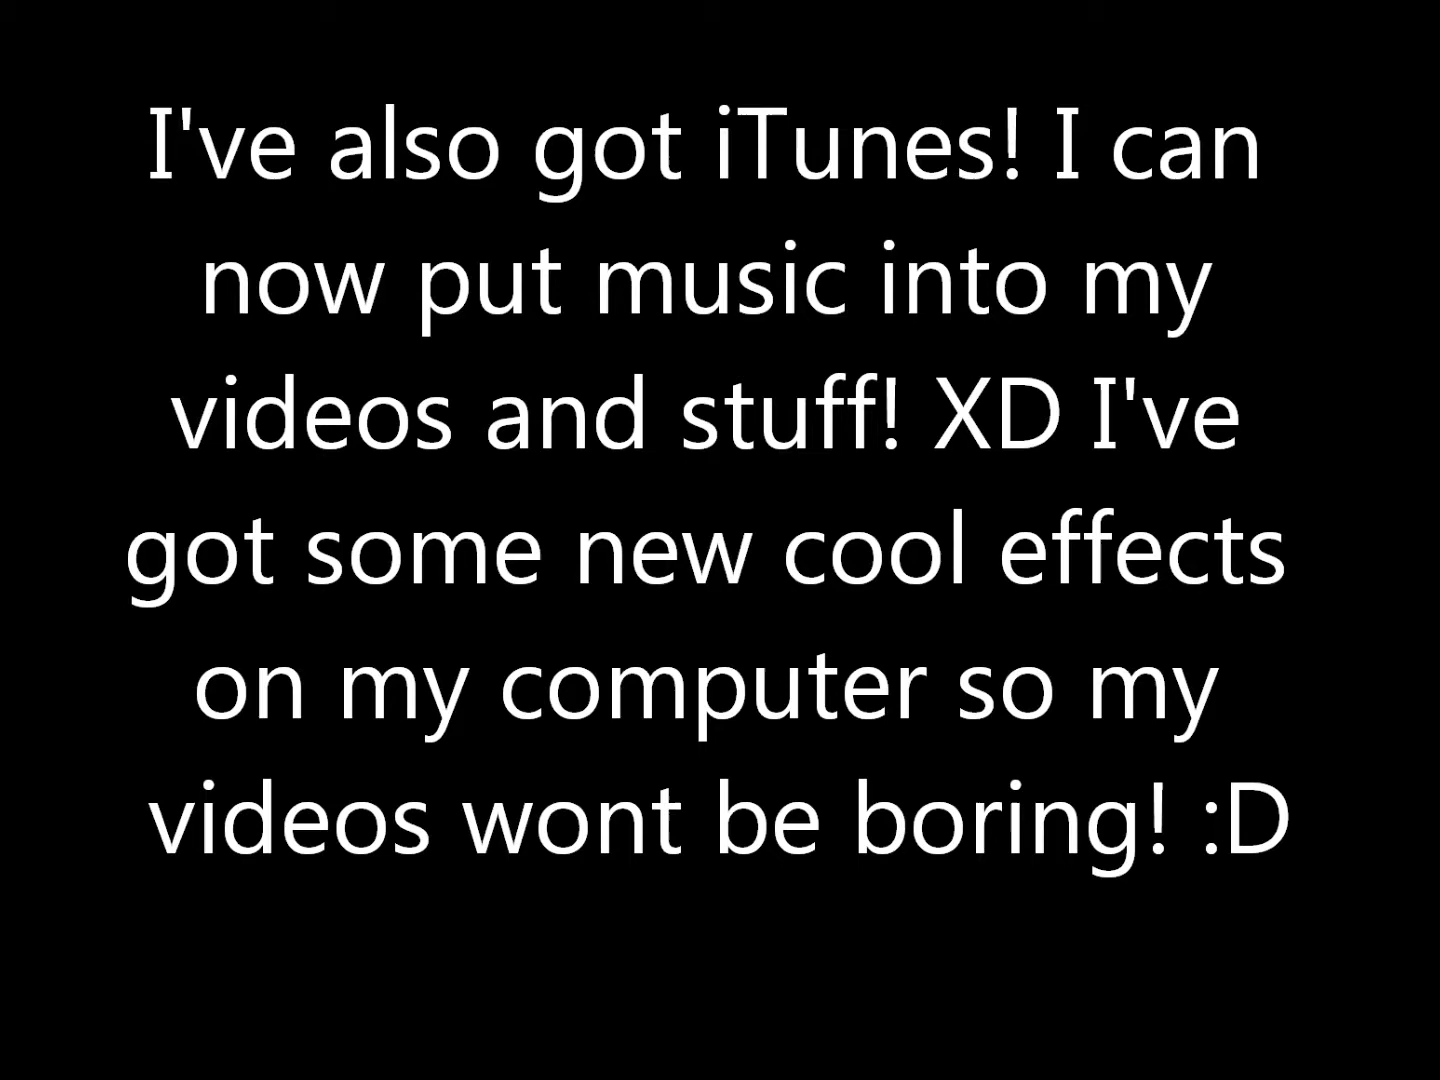 I've also got iTunes! I can
now put music into my
videos and stuff! XD I've
got some new cool effects
on my computer so my
videos wont be boring! :D